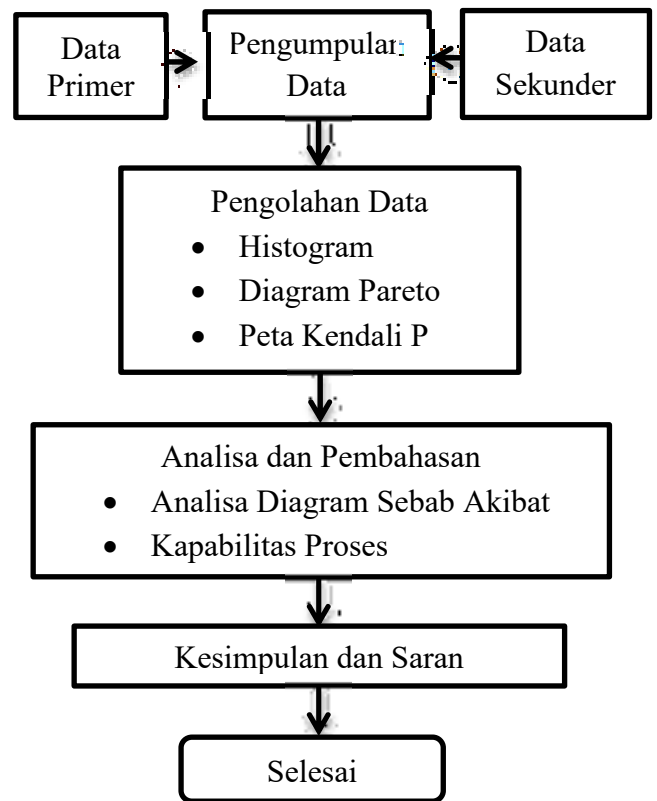 Data
Primer
Pengumpulan
Data
Data
Sekunder
Pengolahan Data
• Histogram
• Diagram Pareto
• Peta Kendali P
Analisa dan Pembahasan
• Analisa Diagram Sebab Akibat
• Kapabilitas Proses
Kesimpulan dan Saran
Selesai